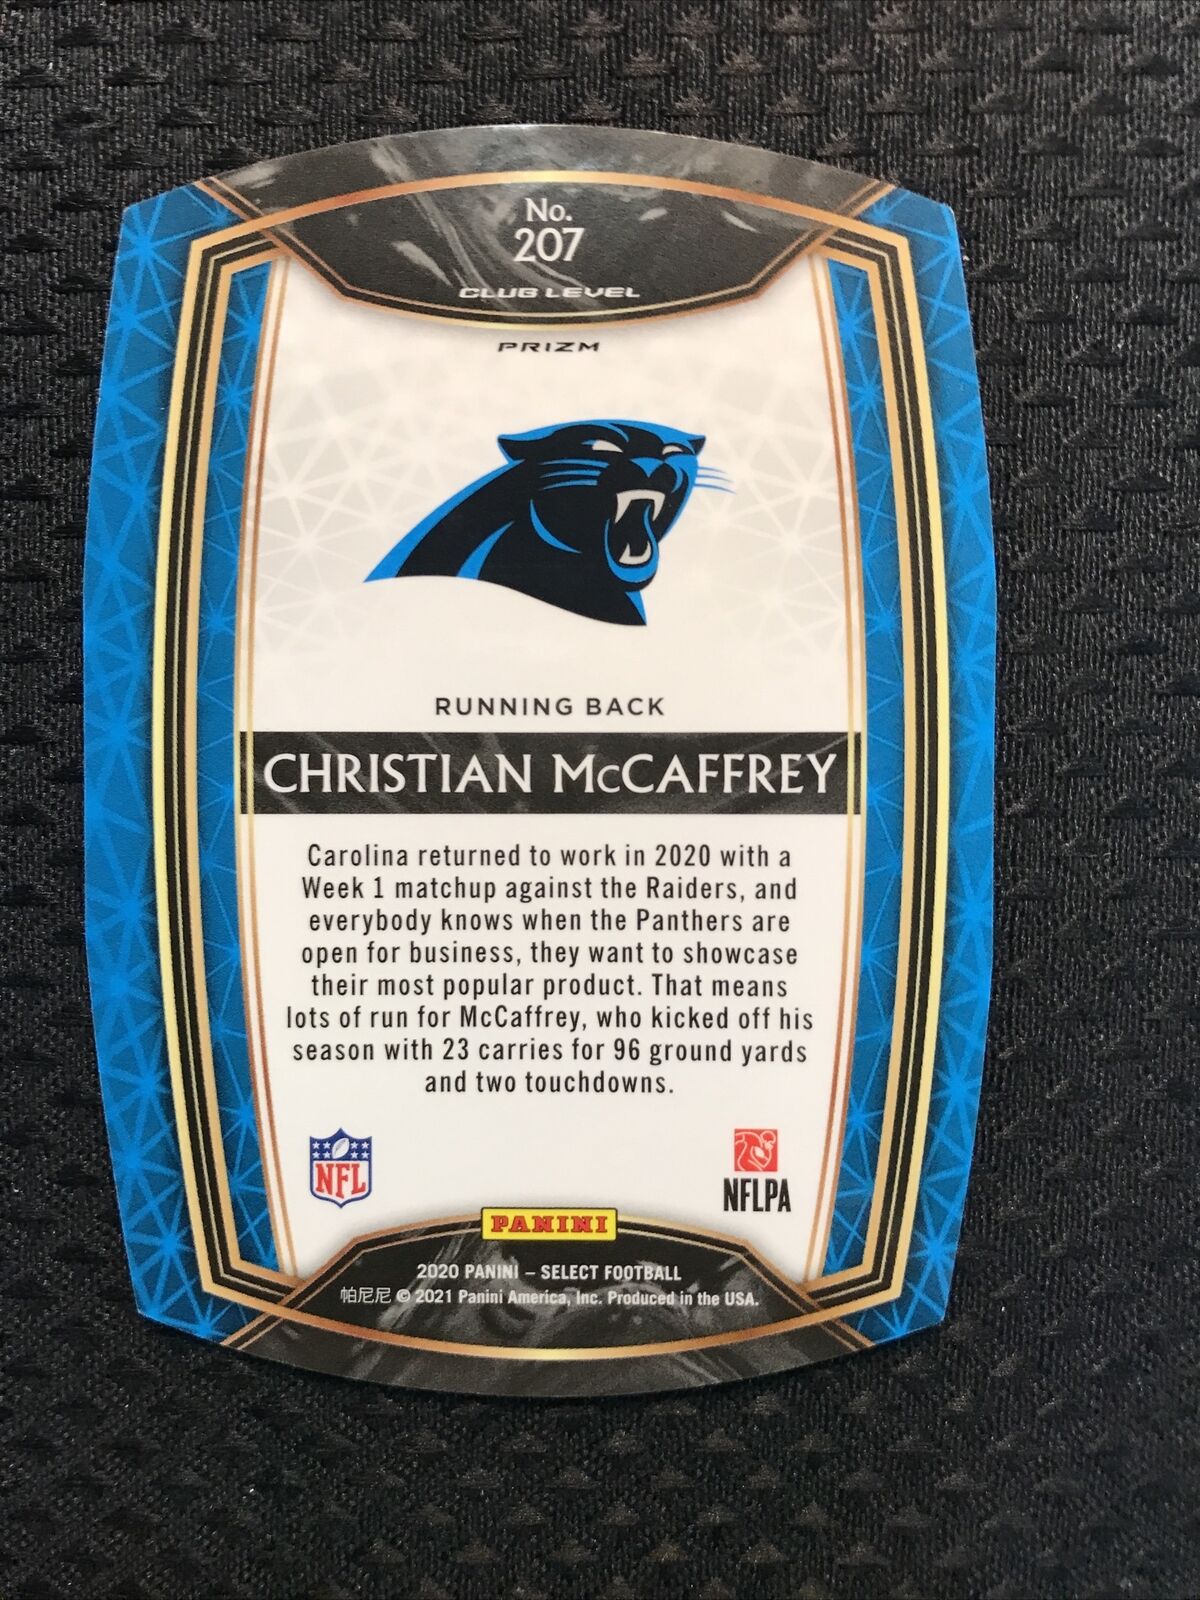 No.
207
CLUB LEVEL
PRIZM
RUNNING BACK
CHRISTIAN McCAFFREY
Carolina returned to work in 2020 with a
Week 1 matchup against the Raiders, and
everybody knows when the Panthers are
open for business, they want to showcase
their most popular product. That means
lots of run for McCaffrey, who kicked off his
season with 23 carries for 96 ground yards
and two touchdowns.
NFL
NFLPA
PANINI
2020 PANINI – SELECT FOOTBALL
帕尼尼 © 2021 Panini America, Inc. Produced in the USA.